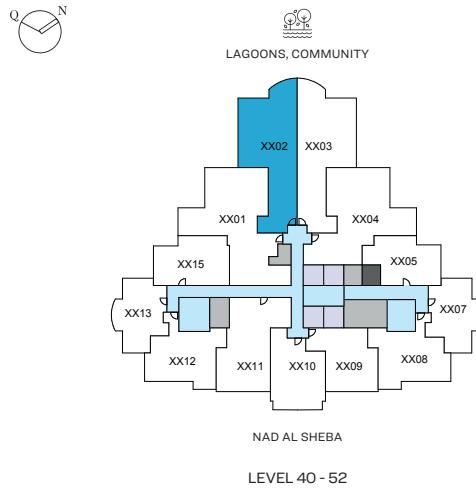 Q N
LAGOONS, COMMUNITY
XX02 XX03
XX01 XX04
XX15 XX05
XX13 XX07
XX12 XX11 XX10 XX09 XX08
NAD AL SHEBA
LEVEL 40 - 52